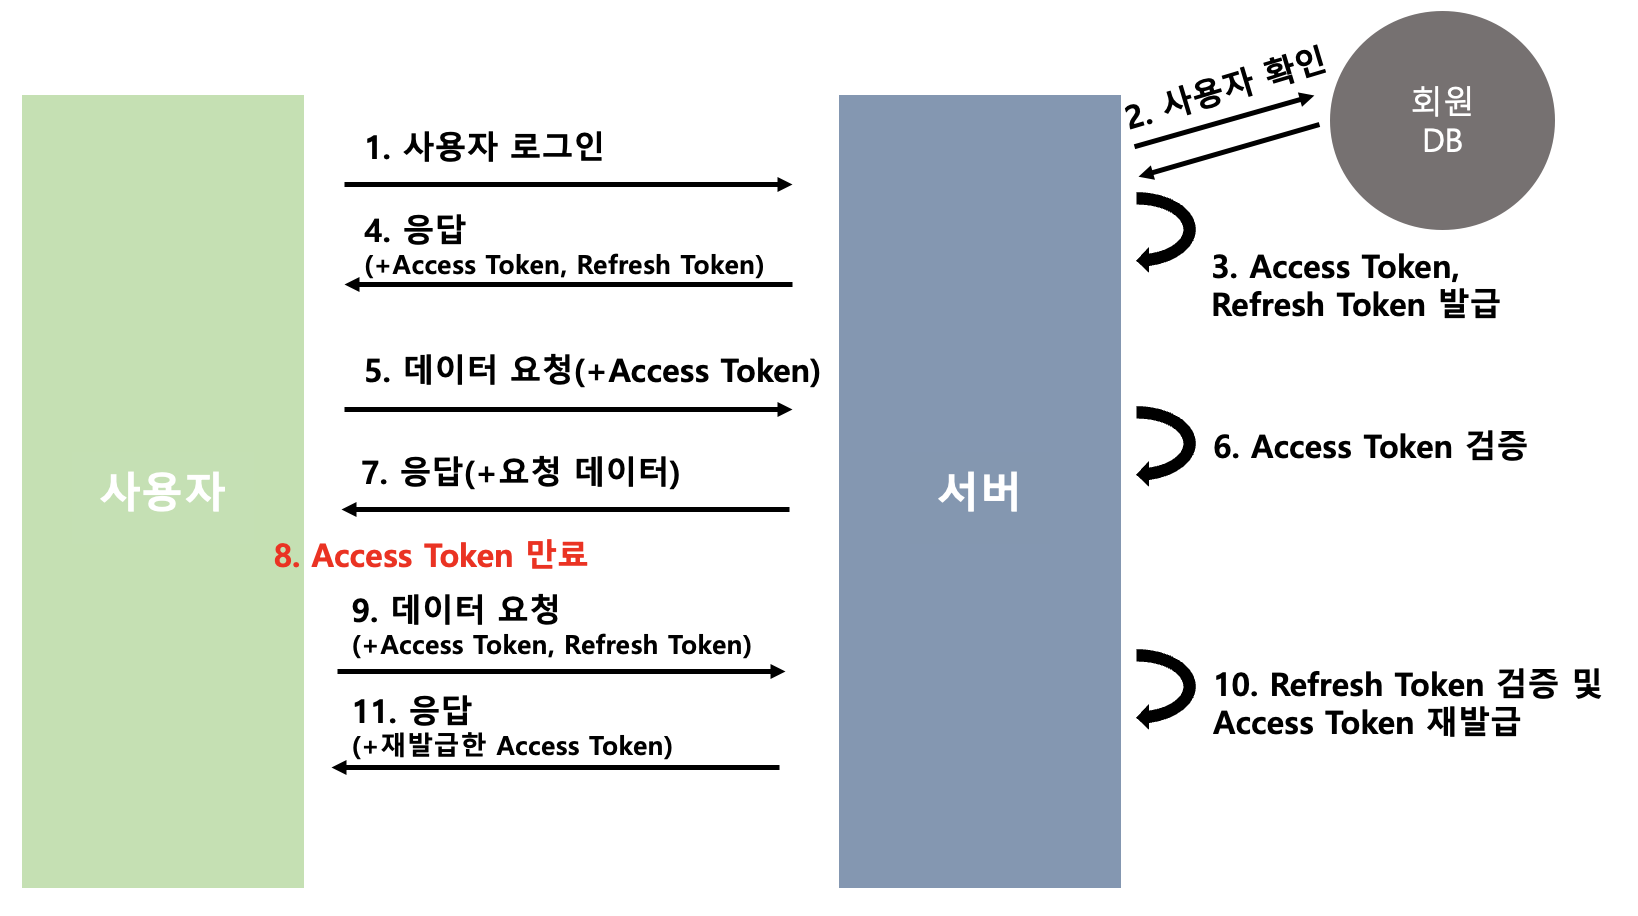 사용자
서버
회원
DB
1. 사용자 로그인
2. 사용자 확인
3. Access Token,
Refresh Token 발급
4. 응답
(+Access Token, Refresh Token)
5. 데이터 요청(+Access Token)
6. Access Token 검증
7. 응답(+요청 데이터)
8. Access Token 만료
9. 데이터 요청
(+Access Token, Refresh Token)
10. Refresh Token 검증 및
Access Token 재발급
11. 응답
(+재발급한 Access Token)